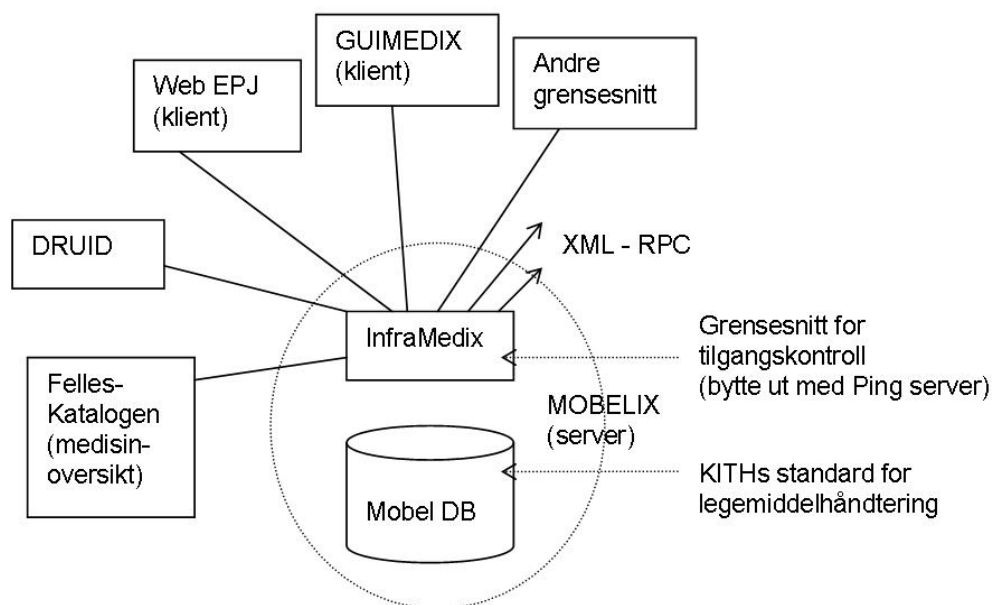 GUIMEDIX
(klient)
Web EPJ
(klient)
Andre
grensesnitt
DRUID
XML - RPC
InfraMedix
Grensesnitt for
tilgangskontroll
(bytte ut med Ping server)
Felles-
Katalogen
(medisin-
oversikt)
MOBELIX
(server)
KITHs standard for
legemiddelhåndtering
Mobel DB